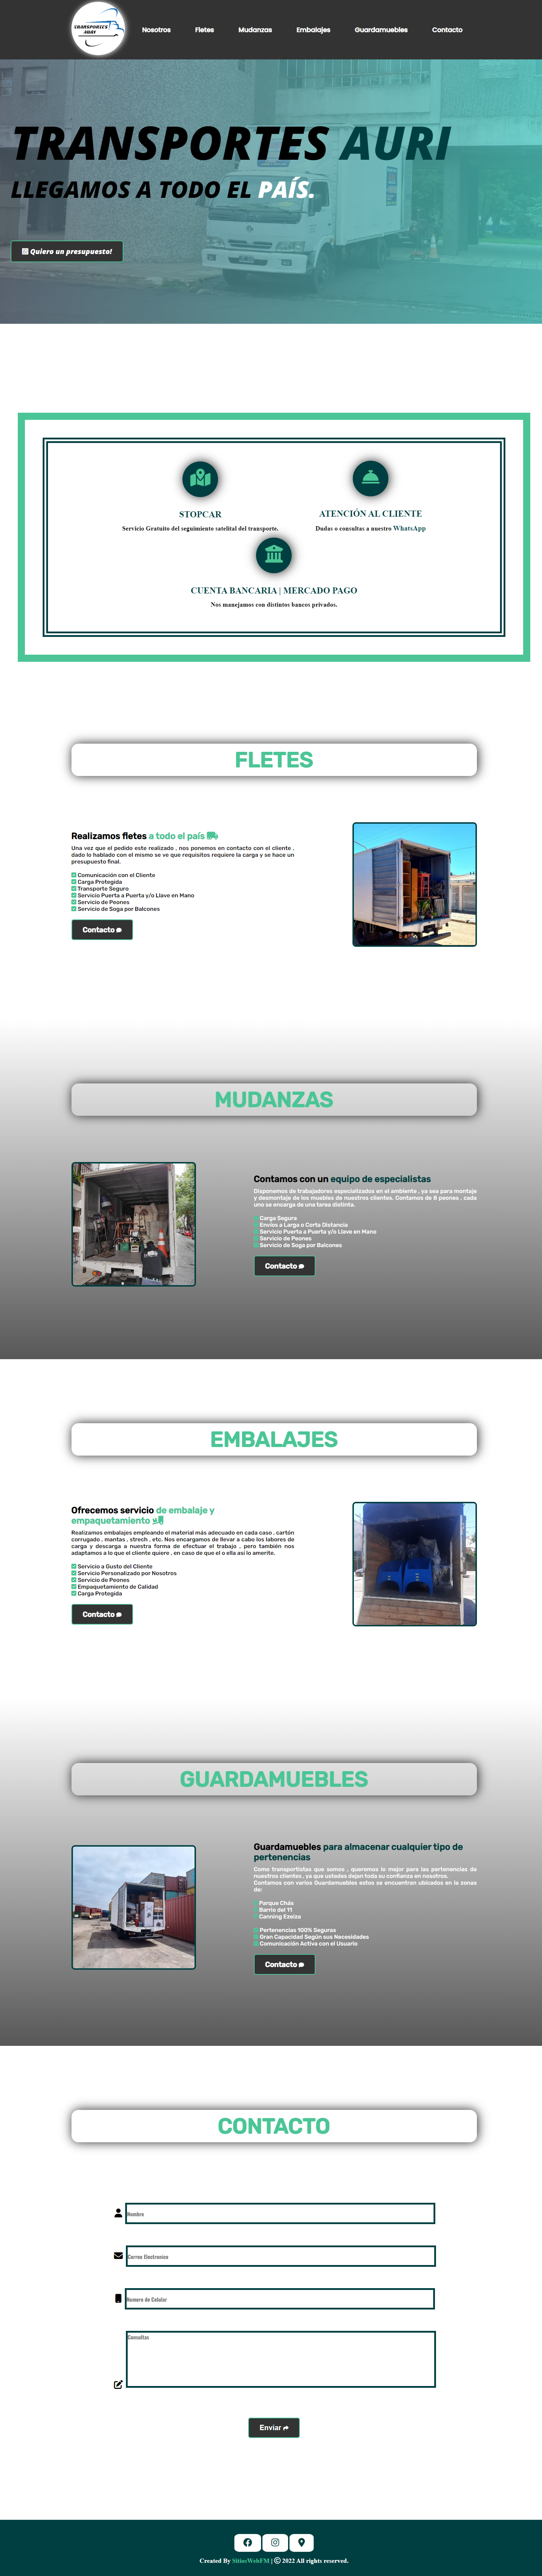 TRANSPORTES
AURI
Nosotros
Fletes
Mudanzas
Embalajes
Guardamuebles
Contacto
TRANSPORTES AURI
LLEGAMOS A TODO EL PAÍS.
Quiero un presupuesto!
STOPCAR
Servicio Gratuito del seguimiento satelital del transporte.
ATENCIÓN AL CLIENTE
Dudas o consultas a nuestro WhatsApp
CUENTA BANCARIA | MERCADO PAGO
Nos manejamos con distintos bancos privados.
FLETES
Realizamos fletes a todo el país
Una vez que el pedido este realizado , nos ponemos en contacto con el cliente ,
dado lo hablado con el mismo se ve que requisitos requiere la carga y se hace un
presupuesto final.
Comunicación con el Cliente
Carga Protegida
Transporte Seguro
Servicio Puerta a Puerta y/o Llave en Mano
Servicio de Peones
Servicio de Soga por Balcones
Contacto
MUDANZAS
Contamos con un equipo de especialistas
Disponemos de trabajadores especializados en el ambiente , ya sea para montaje
y desmontaje de los muebles de nuestros clientes. Contamos de 8 peones , cada
uno se encarga de una tarea distinta.
Carga Segura
Envíos a Larga o Corta Distancia
Servicio Puerta a Puerta y/o Llave en Mano
Servicio de Peones
Servicio de Soga por Balcones
Contacto
EMBALAJES
Ofrecemos servicio de embalaje y
empaquetamiento
Realizamos embalajes empleando el material más adecuado en cada caso , cartón
corrugado , mantas , strech , etc. Nos encargamos de llevar a cabo los labores de
carga y descarga a nuestra forma de efectuar el trabajo , pero también nos
adaptamos a lo que el cliente quiere , en caso de que el o ella asi lo amerite.
Servicio a Gusto del Cliente
Servicio Personalizado por Nosotros
Servicio de Peones
Empaquetamiento de Calidad
Carga Protegida
Contacto
GUARDAMUEBLES
Guardamuebles para almacenar cualquier tipo de
pertenencias
Como transportistas que somos , queremos lo mejor para las pertenencias de
nuestros clientes , ya que ustedes dejan toda su confianza en nosotros.
Contamos con varios Guardamuebles estos se encuentran ubicados en la zonas
de:
Parque Chás
Barrio del 11
Canning Ezeiza
Pertenencias 100% Seguras
Gran Capacidad Según sus Necesidades
Comunicación Activa con el Usuario
Contacto
CONTACTO
Nombre
Correo Electronico
Numero de Celular
Consultas
Enviar
Created By SitiosWebFM | © 2022 All rights reserved.